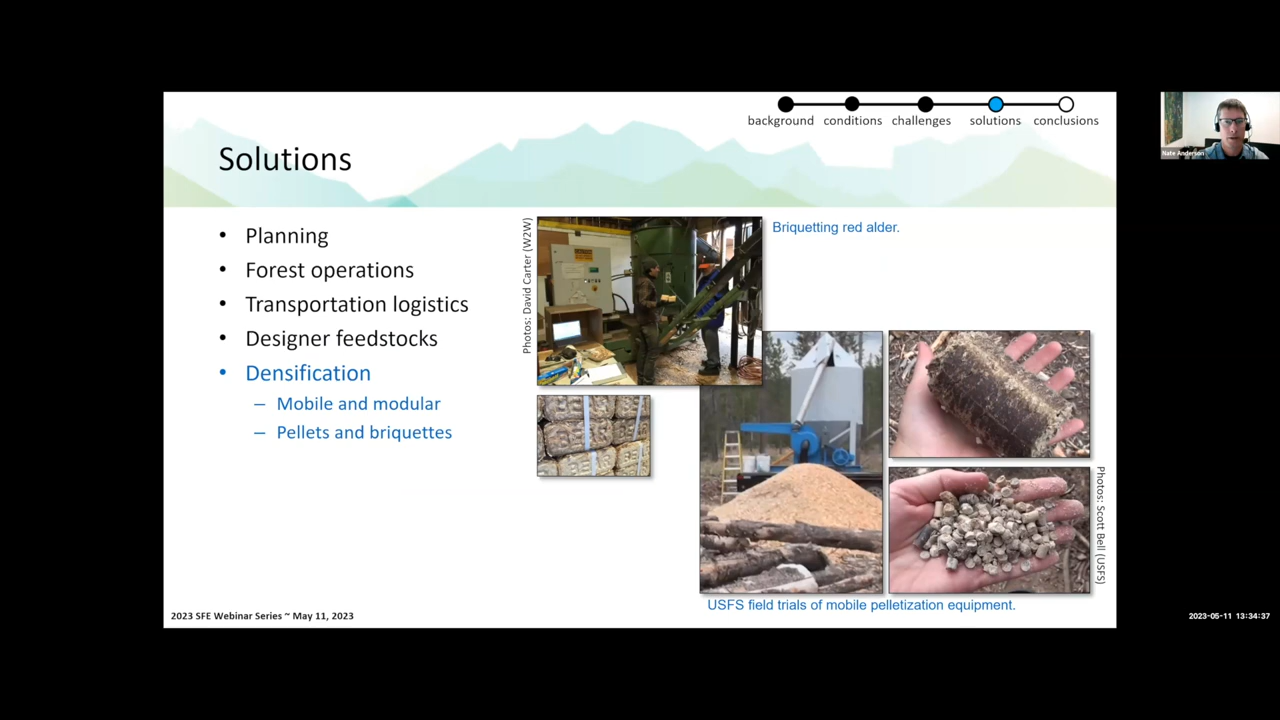 background
conditions
challenges
solutions
conclusions
Solutions
Nate Anderson
• Planning
• Forest operations
• Transportation logistics
• Designer feedstocks
• Densification
– Mobile and modular
– Pellets and briquettes
Photos: David Carter (W2W)
Briquetting red alder.
Photos: Scott Bell (USFS)
USFS field trials of mobile pelletization equipment.
2023 SFE Webinar Series ~ May 11, 2023
2023-05-11 13:34:37